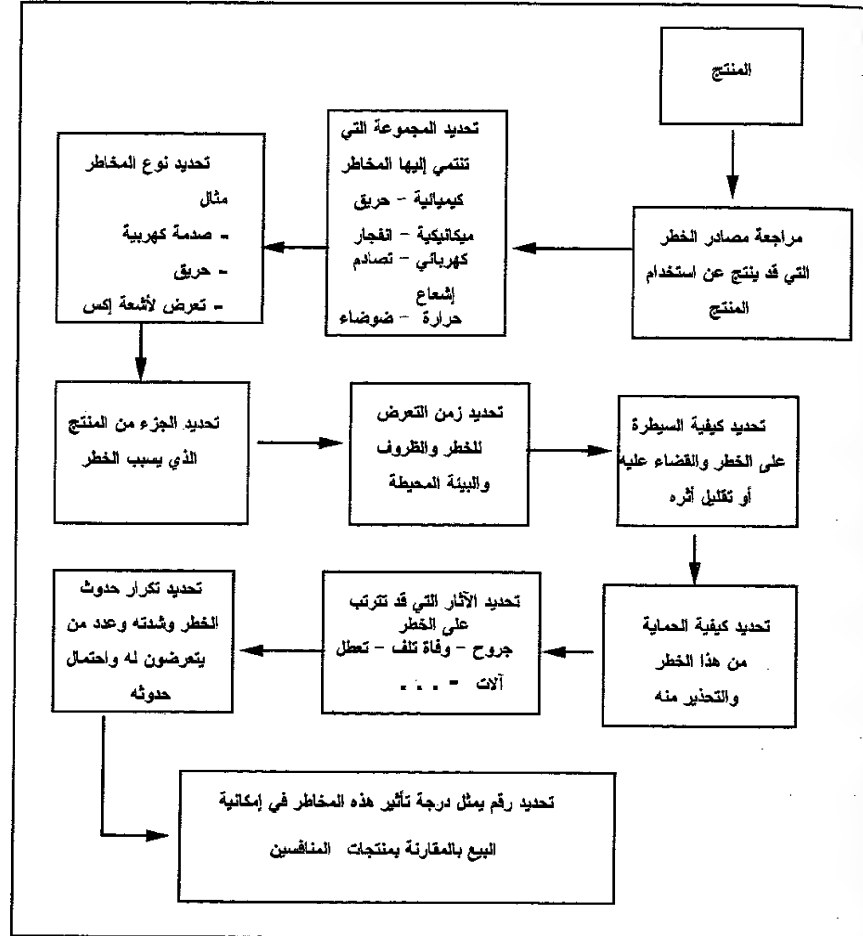 المنتج
مراجعة مصادر الخطر
التي قد ينتج عن استخدام
المنتج
تحديد المجموعة التي
تنتمي إليها المخاطر
كيميائية - حريق
ميكانيكية - انفجار
كهربائي - تصادم
إشعاع
حرارة - ضوضاء
تحديد نوع المخاطر
مثال
- صدمة كهربية
- حريق
- تعرض لأشعة إكس
تحديد الجزء من المنتج
الذي يسبب الخطر
تحديد زمن التعرض
للخطر والظروف
والبيئة المحيطة
تحديد كيفية السيطرة
على الخطر والقضاء عليه
أو تقليل أثره
تحديد كيفية الحماية
من هذا الخطر
والتحذير منه
تحديد الآثار التي قد تترتب
على الخطر
جروح - وفاة تلف - تعطل
آلات - . . .
تحديد تكرار حدوث
الخطر وشدته وعدد من
يتعرضون له واحتمال
حدوثه
تحديد رقم يمثل درجة تأثير هذه المخاطر في إمكانية
البيع بالمقارنة بمنتجات المنافسين